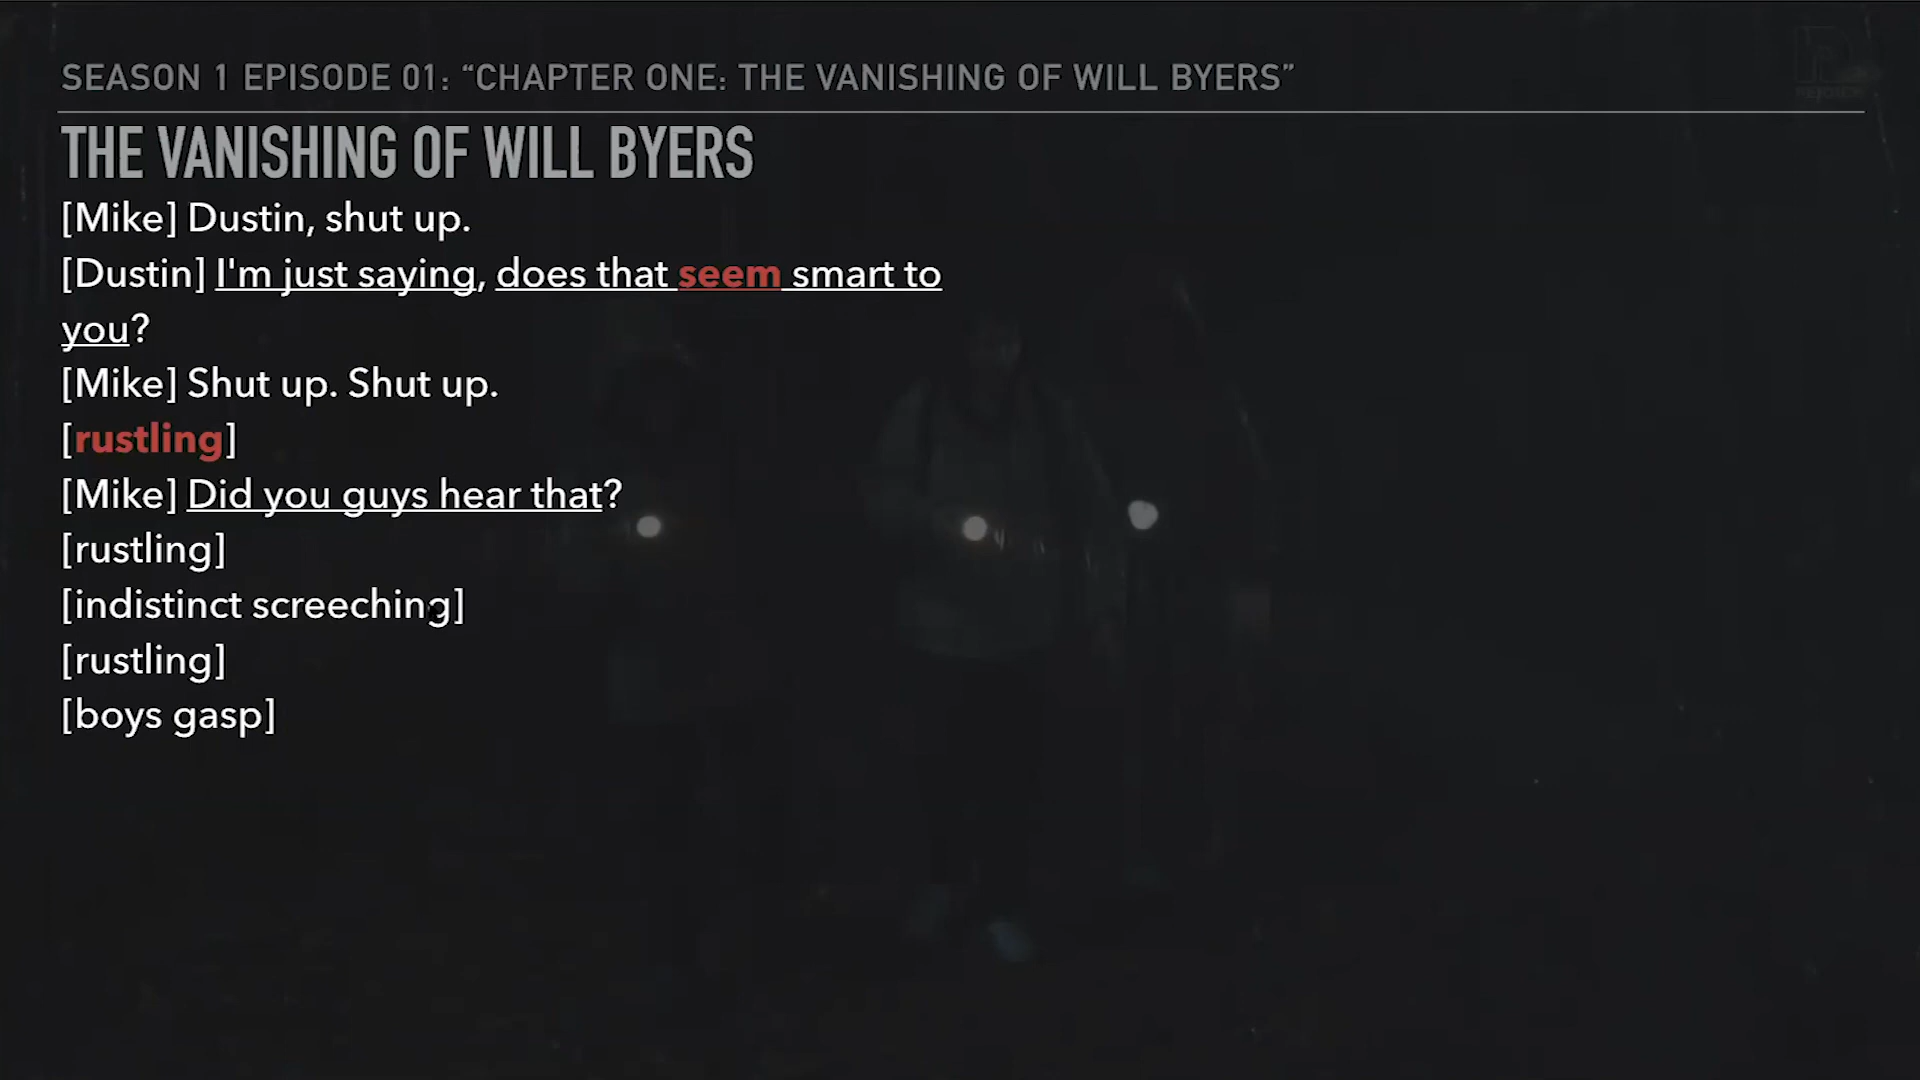 SEASON 1 EPISODE 01: “CHAPTER ONE: THE VANISHING OF WILL BYERS”
THE VANISHING OF WILL BYERS
[Mike] Dustin, shut up.
[Dustin] I'm just saying, does that seem smart to
you?
[Mike] Shut up. Shut up.
[rustling]
[Mike] Did you guys hear that?
[rustling]
[indistinct screeching]
[rustling]
[boys gasp]